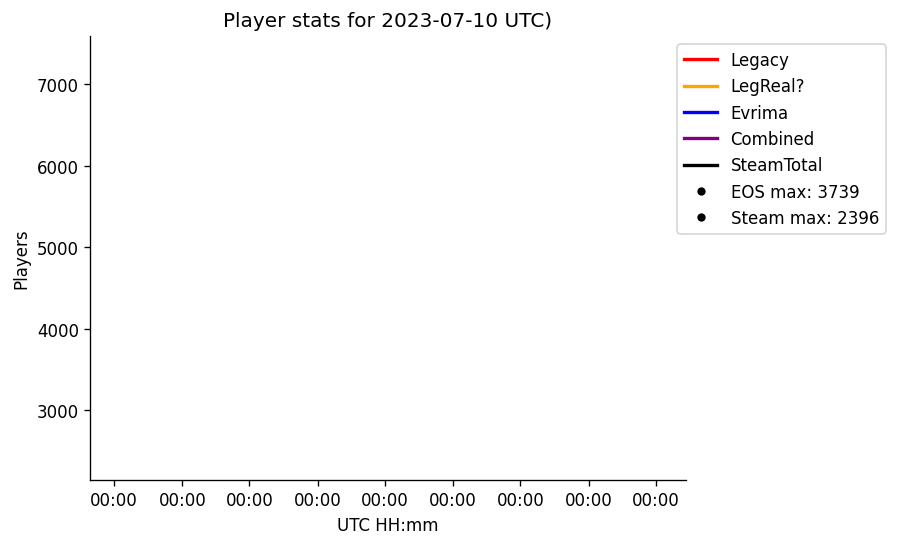 Player stats for 2023-07-10 UTC)
Legacy
LegReal?
Evrima
Combined
SteamTotal
EOS max: 3739
Steam max: 2396
7000
6000
5000
4000
3000
Players
00:00 00:00 00:00 00:00 00:00 00:00 00:00 00:00 00:00
UTC HH:mm